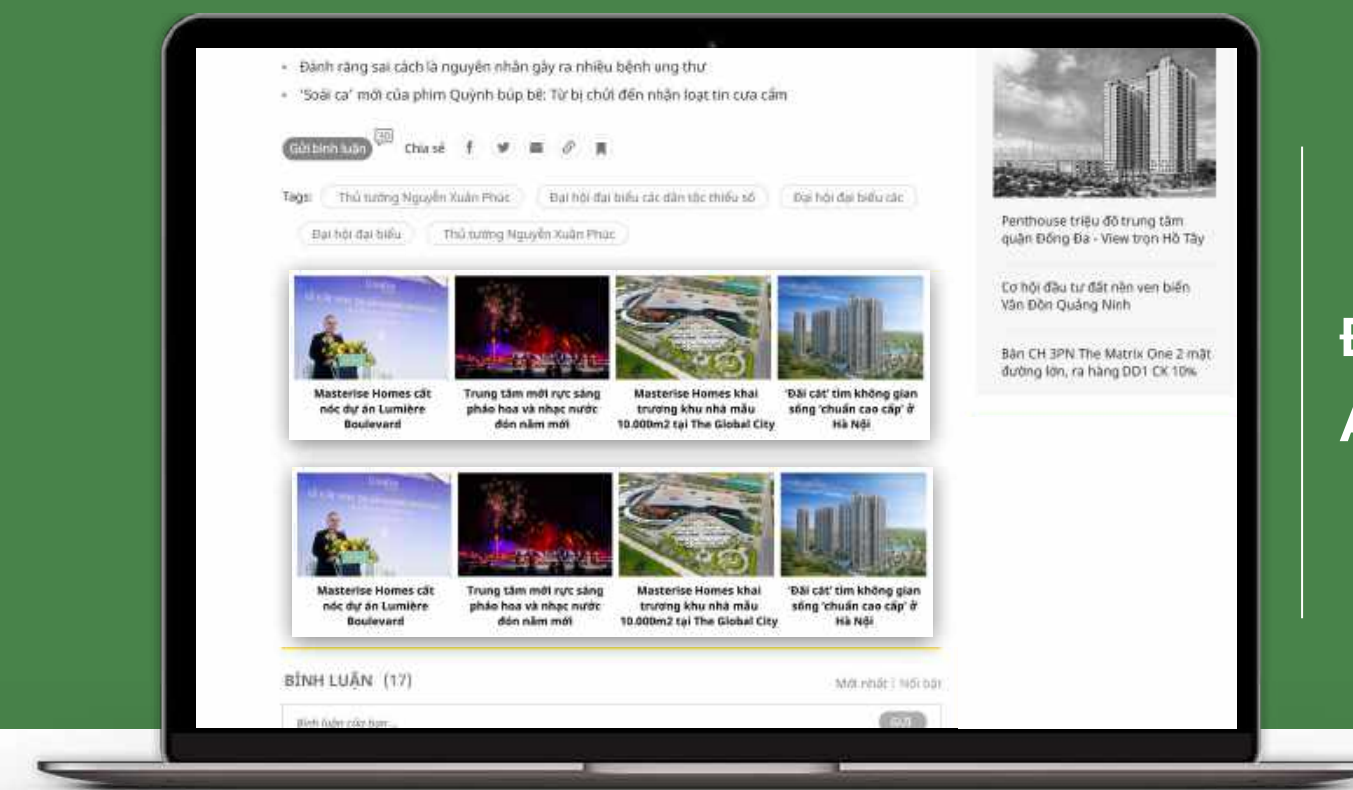 Đánh răng sai cách là nguyên nhân gây ra nhiều bệnh ung thư
'Soái ca' mới của phim Quỳnh búp bê: Từ bị chửi đến nhận loạt tin cưa cẩm
Gửi bình luận
Chia sẻ
Tags:
Thủ tướng Nguyễn Xuân Phúc
Đại hội đại biểu các dân tộc thiểu số
Đại hội đại biểu các
Đại hội đại biểu
Thủ tướng Nguyễn Xuân Phúc
Masterise Homes cất
nóc dự án Lumière
Boulevard
Trung tâm mới rực sáng
pháo hoa và nhạc nước
đón năm mới
Masterise Homes khai
trương khu nhà mẫu
10.000m2 tại The Global City
'Đãi cát' tìm không gian
sống 'chuẩn cao cấp' ở
Hà Nội
Masterise Homes cất
nóc dự án Lumière
Boulevard
Trung tâm mới rực sáng
pháo hoa và nhạc nước
đón năm mới
Masterise Homes khai
trương khu nhà mẫu
10.000m2 tại The Global City
'Đãi cát' tìm không gian
sống 'chuẩn cao cấp' ở
Hà Nội
BÌNH LUẬN (17)
Mới nhất | Nổi bật
Bình luận của bạn...
GỬI
Penthouse triệu đô trung tâm
quận Đống Đa - View trọn Hồ Tây
Cơ hội đầu tư đất nền ven biển
Vân Đồn Quảng Ninh
Bán CH 3PN The Matrix One 2 mặt
đường lớn, ra hàng DD1 CK 10%